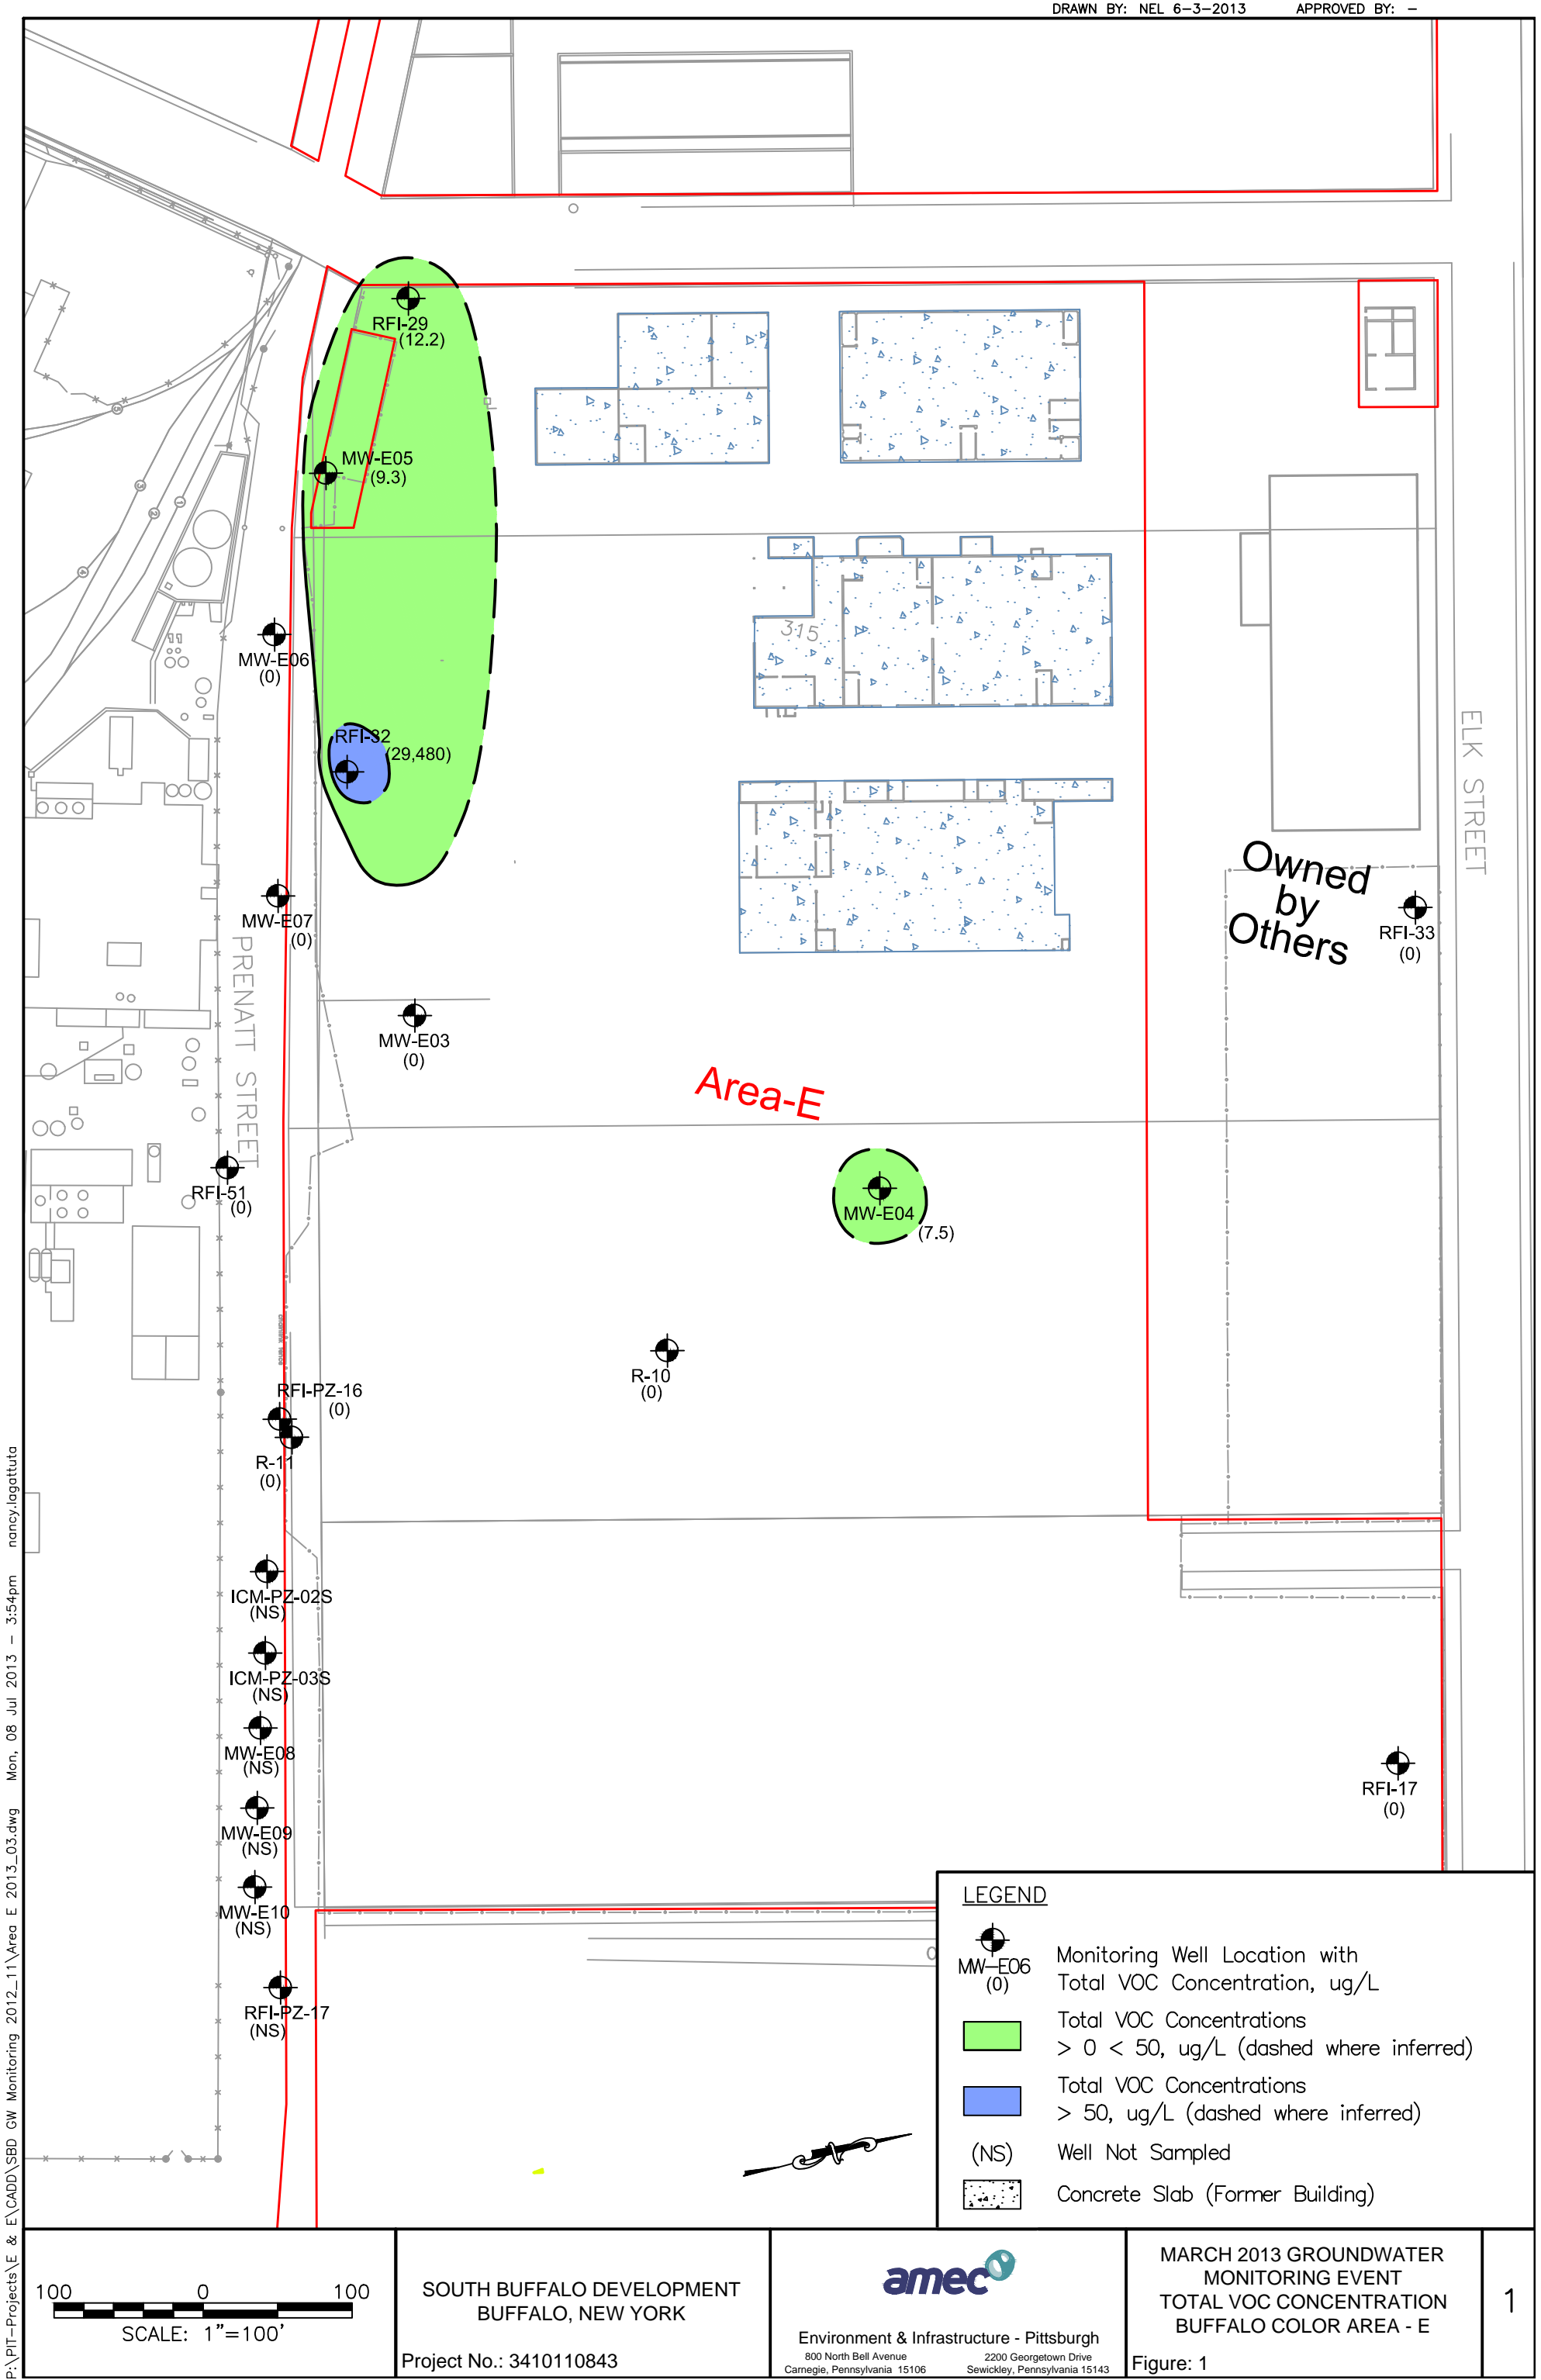 DRAWN BY: NEL 6-3-2013 APPROVED BY: -
RFI-29
(12.2)
MW-E05
(9.3)
MW-E06
(0)
315
RFI-32
(29,480)
ELK STREET
Owned
by
Others
RFI-33
(0)
MW-E07
(0)
PRENATT STREET
MW-E03
(0)
Area-E
RFI-51
(0)
MW-E04
(7.5)
R-10
(0)
RFI-PZ-16
(0)
R-11
(0)
ICM-PZ-02S
(NS)
ICM-PZ-03S
(NS)
MW-E08
(NS)
RFI-17
(0)
MW-E09
(NS)
MW-E10
(NS)
RFI-PZ-17
(NS)
LEGEND
MW-E06
(0)
Monitoring Well Location with
Total VOC Concentration, ug/L
Total VOC Concentrations
> 0 < 50, ug/L (dashed where inferred)
Total VOC Concentrations
> 50, ug/L (dashed where inferred)
(NS) Well Not Sampled
Concrete Slab (Former Building)
P:\PIT-Projects\E & E\CADD\SBD GW Monitoring 2012_11\Area E 2013_03.dwg Mon, 08 Jul 2013 - 3:54pm nancy.lagattuta
100 0 100
SCALE: 1"=100'
SOUTH BUFFALO DEVELOPMENT
BUFFALO, NEW YORK
Project No.: 3410110843
amec
Environment & Infrastructure - Pittsburgh
800 North Bell Avenue 2200 Georgetown Drive
Carnegie, Pennsylvania 15106 Sewickley, Pennsylvania 15143
MARCH 2013 GROUNDWATER
MONITORING EVENT
TOTAL VOC CONCENTRATION
BUFFALO COLOR AREA - E
Figure: 1
1